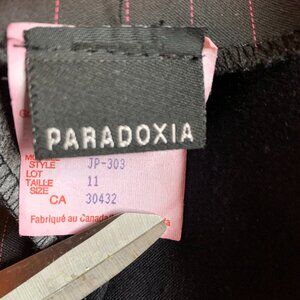 PARADOXIA
STYLE JP-303
LOT
TAILLE 11
SIZE
CA 30432
Fabriqué au Canada